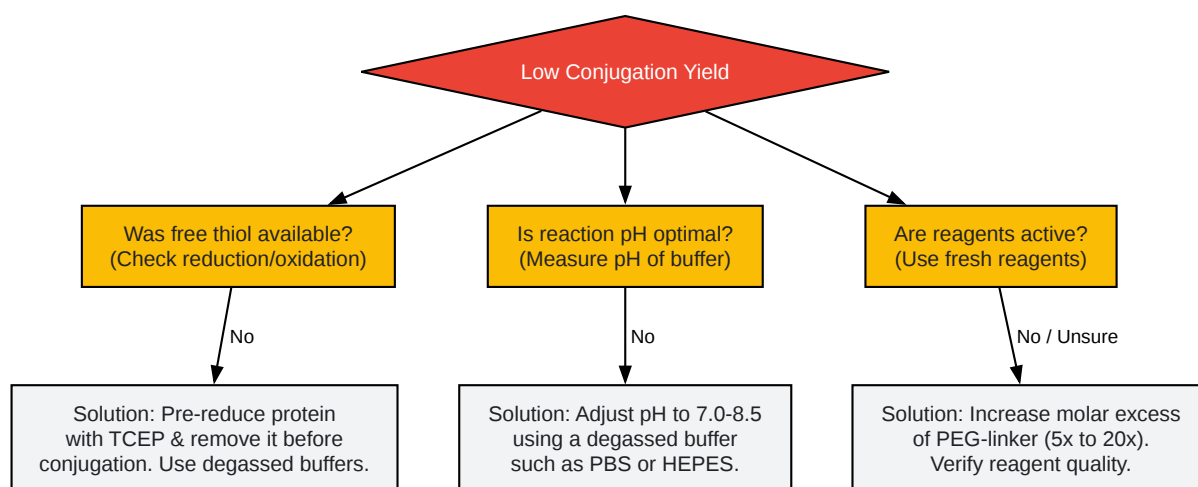 Low Conjugation Yield
Was free thiol available?
(Check reduction/oxidation)
Is reaction pH optimal?
(Measure pH of buffer)
Are reagents active?
(Use fresh reagents)
No
No
No / Unsure
Solution: Pre-reduce protein
with TCEP & remove it before
conjugation. Use degassed buffers.
Solution: Adjust pH to 7.0-8.5
using a degassed buffer
such as PBS or HEPES.
Solution: Increase molar excess
of PEG-linker (5x to 20x).
Verify reagent quality.